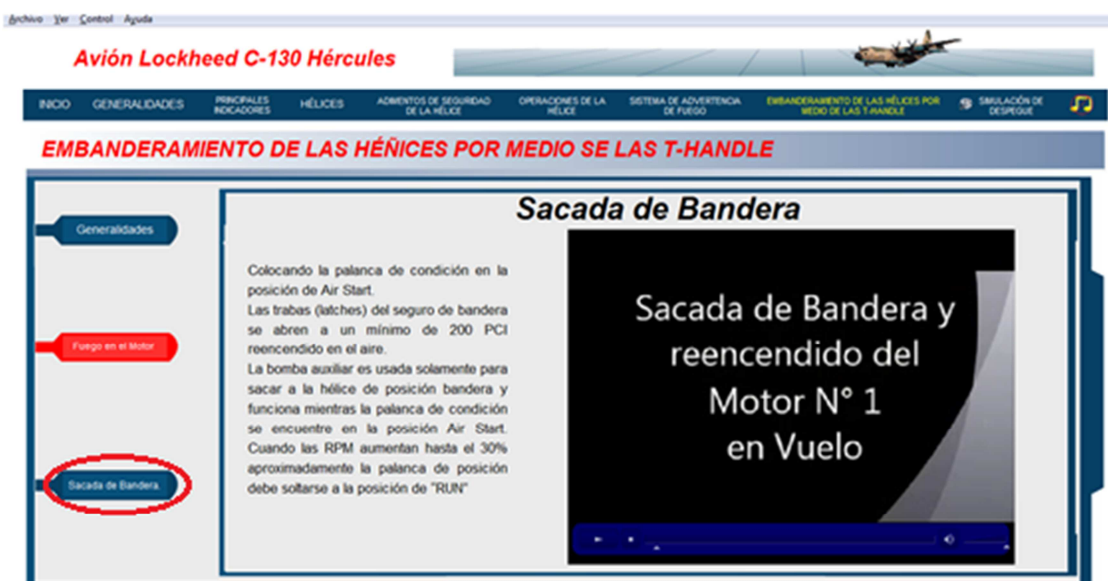 Archivo Ver Control Ayuda
Avión Lockheed C-130 Hércules
INICIO
GENERALIDADES
PRINCIPALES
INDICADORES
HÉLICES
ADIMENTOS DE SEGURIDAD
DE LA HÉLICE
OPERACIONES DE LA
HÉLICE
SISTEMA DE ADVERTENCIA
DE FUEGO
EMBANDERAMIENTO DE LAS HÉLICES POR
MEDIO DE LAS T-HANDLE
SIMULACIÓN DE
DESPEGUE
EMBANDERAMIENTO DE LAS HÉÑICES POR MEDIO SE LAS T-HANDLE
Generalidades
Fuego en el Motor
Sacada de Bandera.
Sacada de Bandera
Colocando la palanca de condición en la
posición de Air Start.
Las trabas (latches) del seguro de bandera
se abren a un mínimo de 200 PCI
reencendido en el aire.
La bomba auxiliar es usada solamente para
sacar a la hélice de posición bandera y
funciona mientras la palanca de condición
se encuentre en la posición Air Start.
Cuando las RPM aumentan hasta el 30%
aproximadamente la palanca de posición
debe soltarse a la posición de "RUN"
Sacada de Bandera y
reencendido del
Motor N° 1
en Vuelo